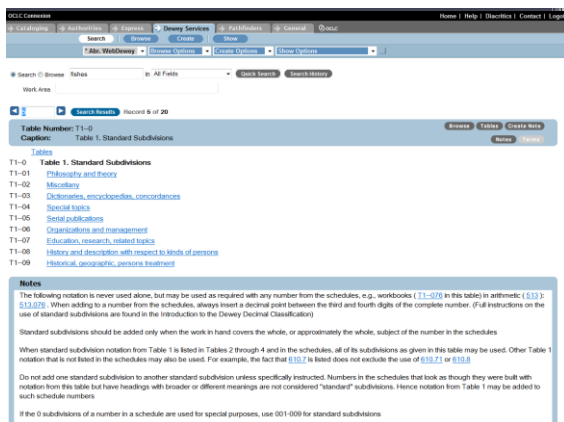 OCLC Connexion
Home | Help | Diacritics | Contact | Logo
Cataloging Authorities Express Dewey Services Pathfinders General OCLC
Search Browse Create Show
*Abr. WebDewey Browse Options Create Options Show Options
Search Browse fishes in All Fields Quick Search Search History
Work Area
5 Search Results Record 5 of 20
Table Number: T1--0 Browse Tables Create Note
Caption: Table 1. Standard Subdivisions Notes Terms
Tables
T1--0 Table 1. Standard Subdivisions
T1--01 Philosophy and theory
T1--02 Miscellany
T1--03 Dictionaries, encyclopedias, concordances
T1--04 Special topics
T1--05 Serial publications
T1--06 Organizations and management
T1--07 Education, research, related topics
T1--08 History and description with respect to kinds of persons
T1--09 Historical, geographic, persons treatment
Notes
The following notation is never used alone, but may be used as required with any number from the schedules, e.g., workbooks ( T1--076 in this table) in arithmetic ( 513 ):
513.076 . When adding to a number from the schedules, always insert a decimal point between the third and fourth digits of the complete number. (Full instructions on the
use of standard subdivisions are found in the Introduction to the Dewey Decimal Classification)
Standard subdivisions should be added only when the work in hand covers the whole, or approximately the whole, subject of the number in the schedules
When standard subdivision notation from Table 1 is listed in Tables 2 through 4 and in the schedules, all of its subdivisions as given in this table may be used. Other Table 1
notation that is not listed in the schedules may also be used. For example, the fact that 610.7 is listed does not exclude the use of 610.71 or 610.8
Do not add one standard subdivision to another standard subdivision unless specifically instructed. Numbers in the schedules that look as though they were built with
notation from this table but have headings with broader or different meanings are not considered "standard" subdivisions. Hence notation from Table 1 may be added to
such schedule numbers
If the 0 subdivisions of a number in a schedule are used for special purposes, use 001-009 for standard subdivisions